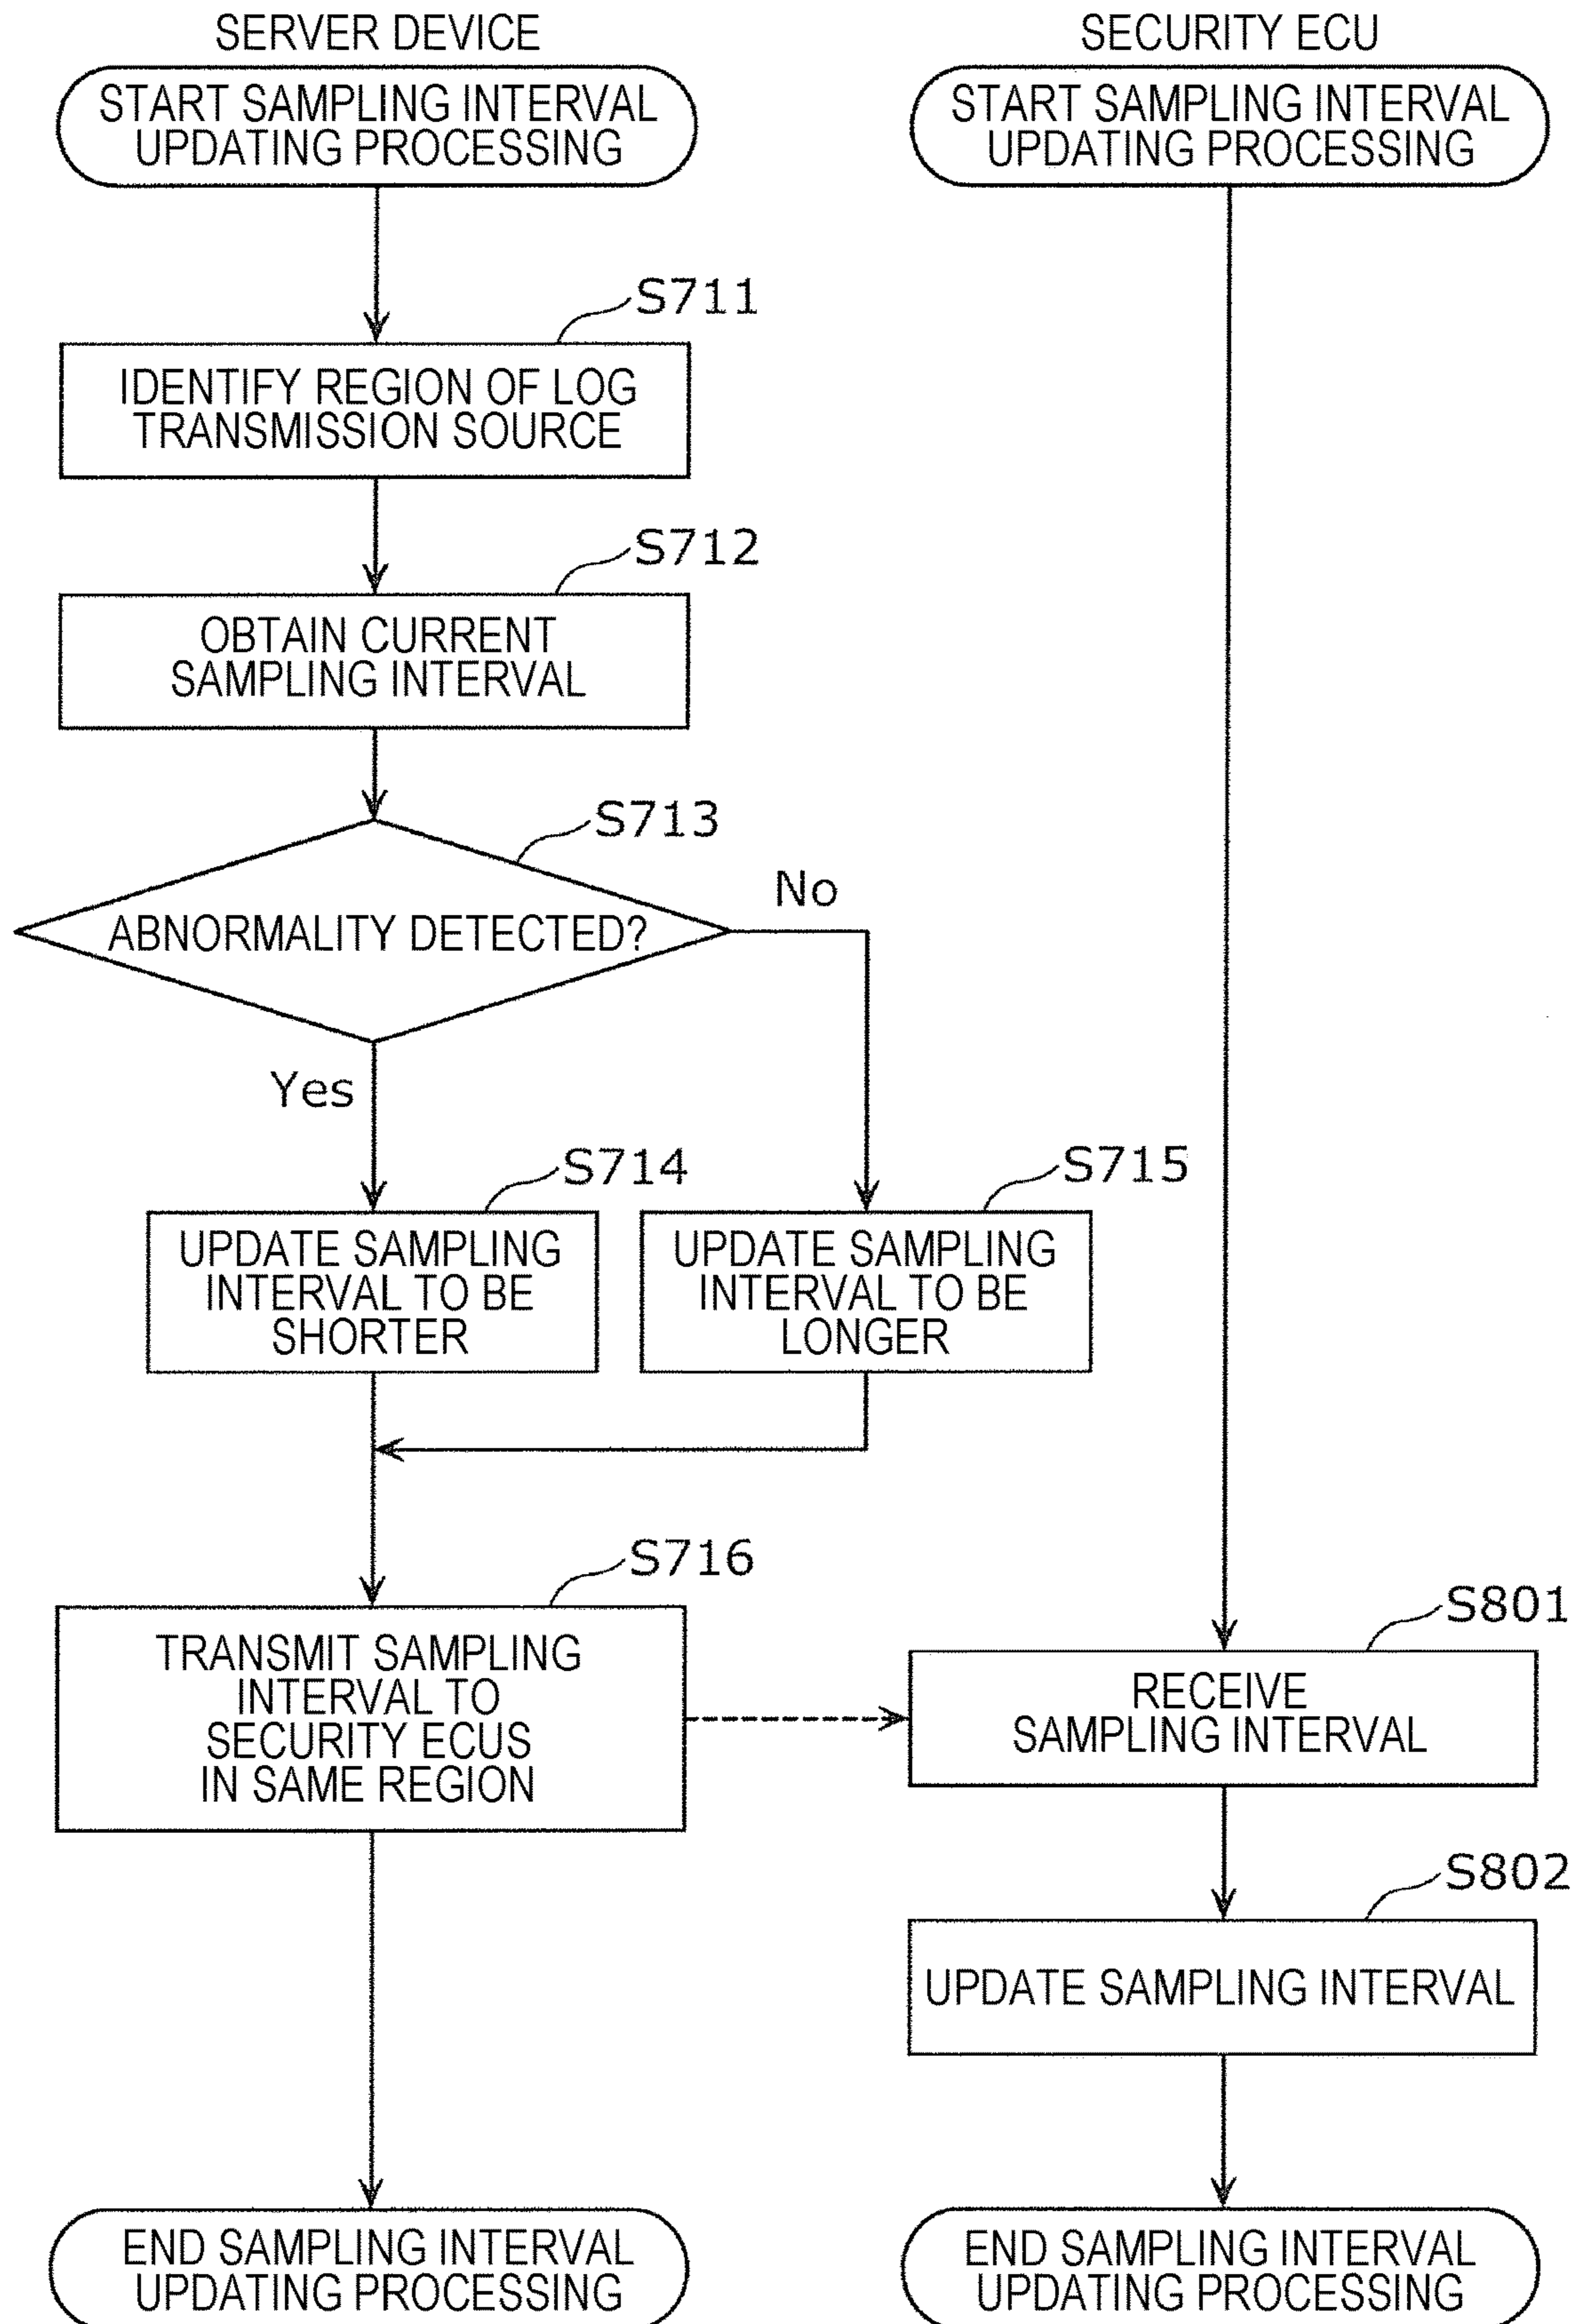 SERVER DEVICE
START SAMPLING INTERVAL
UPDATING PROCESSING
S711
IDENTIFY REGION OF LOG
TRANSMISSION SOURCE
S712
OBTAIN CURRENT
SAMPLING INTERVAL
S713
ABNORMALITY DETECTED?
No
Yes
S714
UPDATE SAMPLING
INTERVAL TO BE
SHORTER
S715
UPDATE SAMPLING
INTERVAL TO BE
LONGER
S716
TRANSMIT SAMPLING
INTERVAL TO
SECURITY ECUS
IN SAME REGION
END SAMPLING INTERVAL
UPDATING PROCESSING
SECURITY ECU
START SAMPLING INTERVAL
UPDATING PROCESSING
S801
RECEIVE
SAMPLING INTERVAL
S802
UPDATE SAMPLING INTERVAL
END SAMPLING INTERVAL
UPDATING PROCESSING